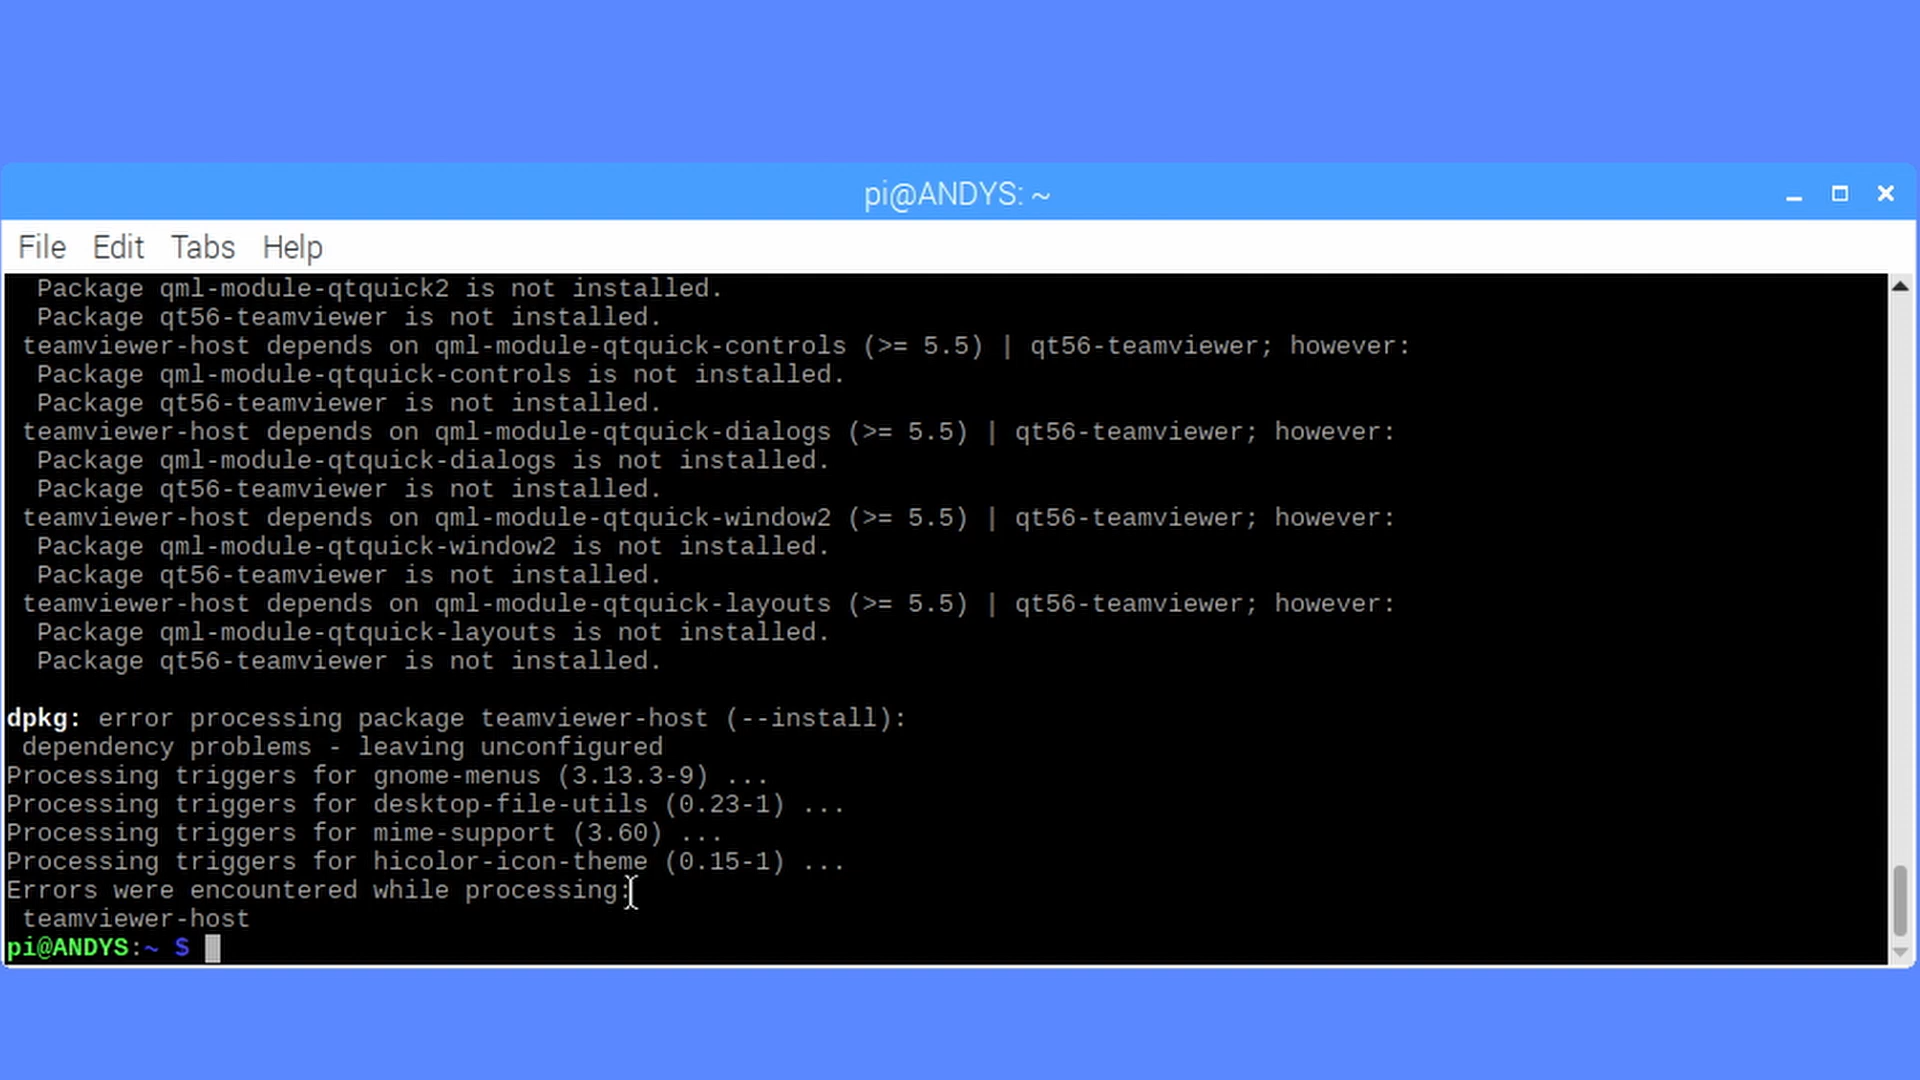 pi@ANDYS: ~
File Edit Tabs Help
Package qml-module-qtquick2 is not installed.
Package qt56-teamviewer is not installed.
teamviewer-host depends on qml-module-qtquick-controls (>= 5.5) | qt56-teamviewer; however:
Package qml-module-qtquick-controls is not installed.
Package qt56-teamviewer is not installed.
teamviewer-host depends on qml-module-qtquick-dialogs (>= 5.5) | qt56-teamviewer; however:
Package qml-module-qtquick-dialogs is not installed.
Package qt56-teamviewer is not installed.
teamviewer-host depends on qml-module-qtquick-window2 (>= 5.5) | qt56-teamviewer; however:
Package qml-module-qtquick-window2 is not installed.
Package qt56-teamviewer is not installed.
teamviewer-host depends on qml-module-qtquick-layouts (>= 5.5) | qt56-teamviewer; however:
Package qml-module-qtquick-layouts is not installed.
Package qt56-teamviewer is not installed.
dpkg: error processing package teamviewer-host (--install):
dependency problems - leaving unconfigured
Processing triggers for gnome-menus (3.13.3-9) ...
Processing triggers for desktop-file-utils (0.23-1) ...
Processing triggers for mime-support (3.60) ...
Processing triggers for hicolor-icon-theme (0.15-1) ...
Errors were encountered while processing:
teamviewer-host
pi@ANDYS:~ $